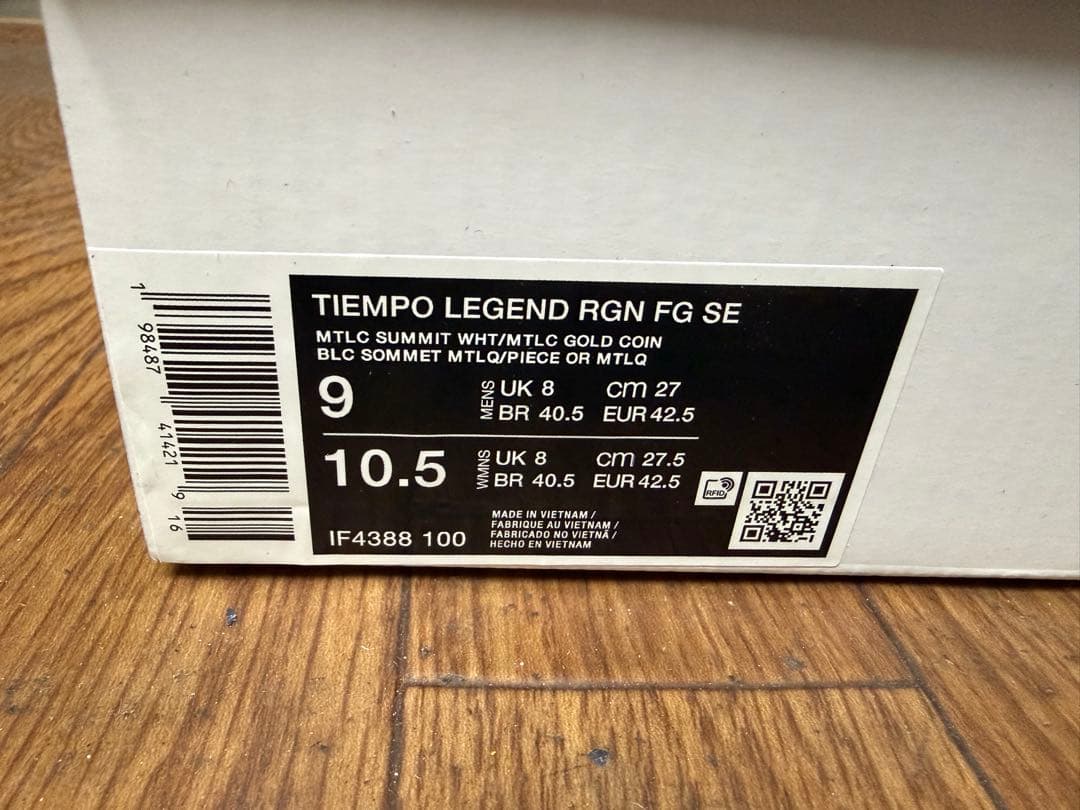 TIEMPO LEGEND RGN FG SE
MTLC SUMMIT WHT/MTLC GOLD COIN
BLC SOMMET MTLQ/PIECE OR MTLQ
9
MENS
UK 8 cm 27
BR 40.5 EUR 42.5
10.5
WMNS
UK 8 cm 27.5
BR 40.5 EUR 42.5
RFID
IF4388 100
MADE IN VIETNAM /
FABRIQUE AU VIETNAM /
FABRICADO NO VIETNÃ /
HECHO EN VIETNAM
1 98487 41421 9 16